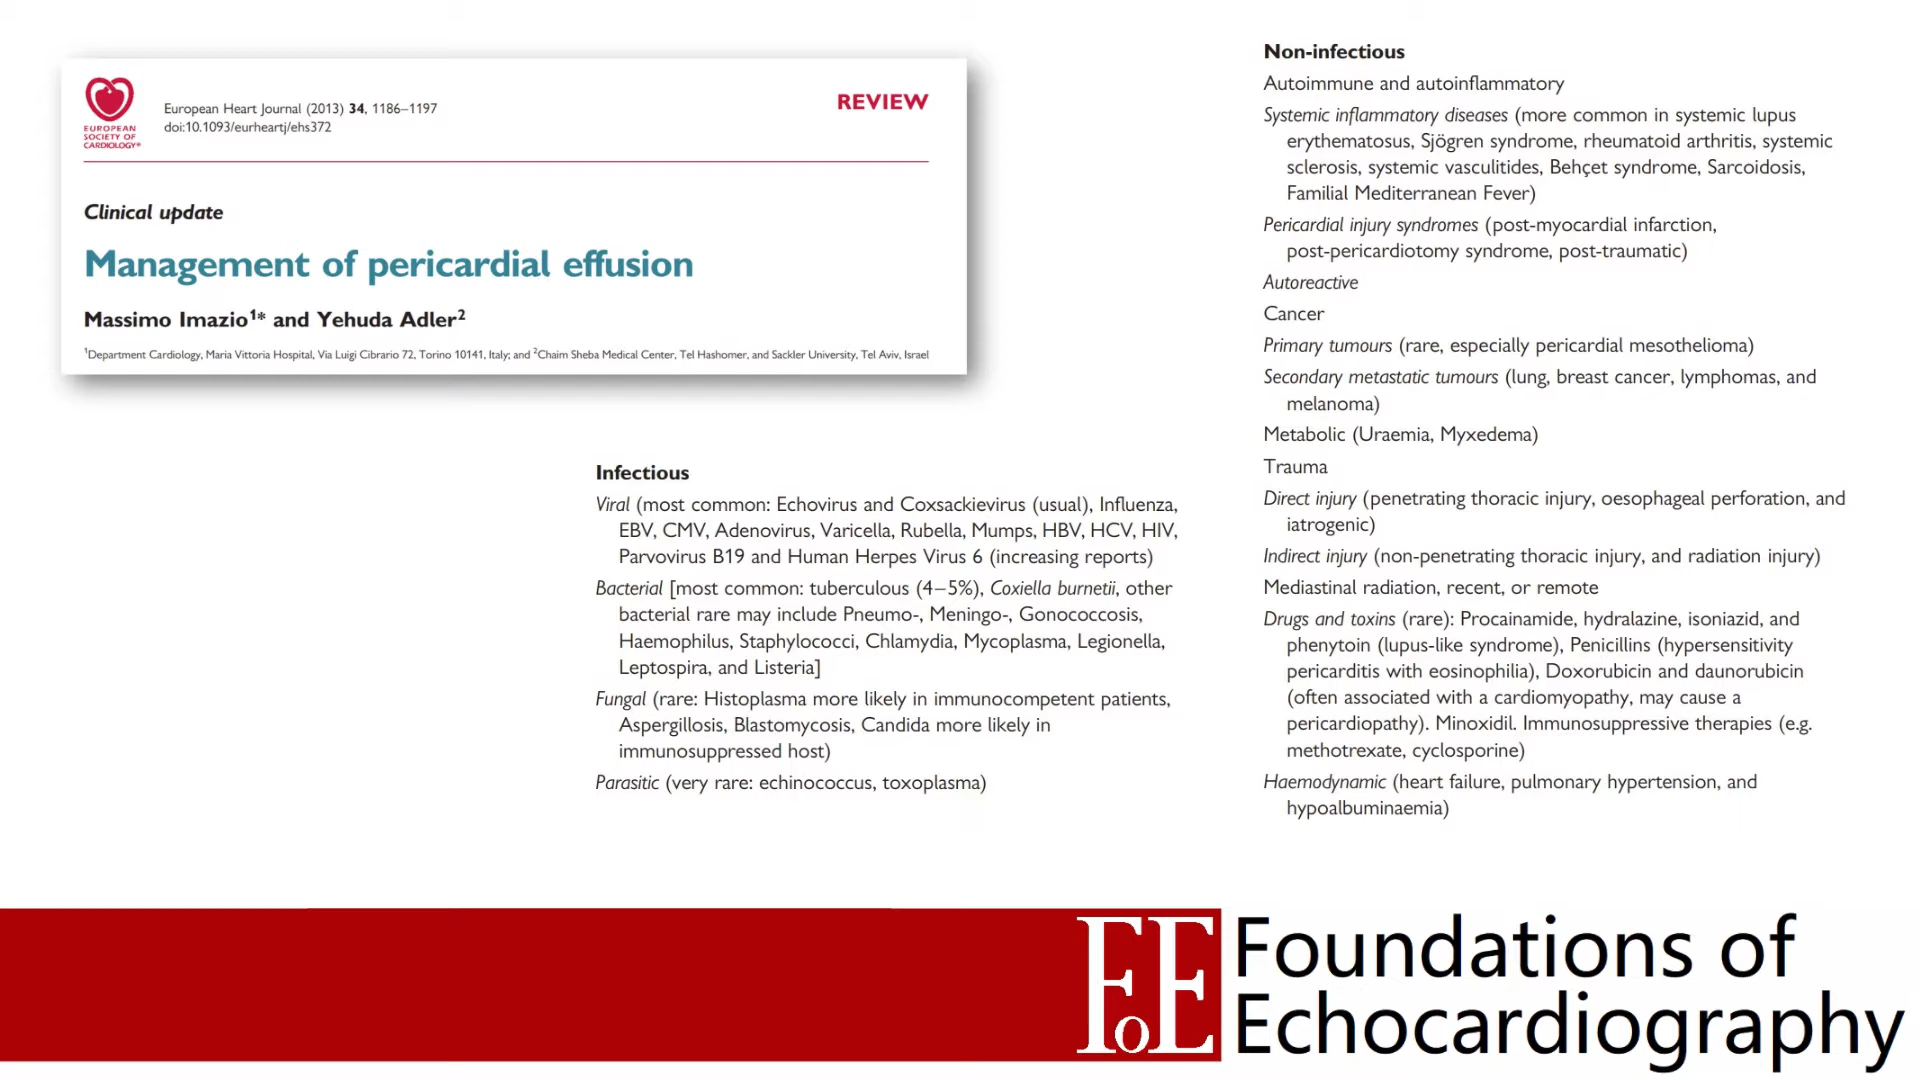 EUROPEAN
SOCIETY OF
CARDIOLOGY®
European Heart Journal (2013) 34, 1186–1197
doi:10.1093/eurheartj/ehs372
REVIEW
Clinical update
Management of pericardial effusion
Massimo Imazio1* and Yehuda Adler2
1Department Cardiology, Maria Vittoria Hospital, Via Luigi Cibrario 72, Torino 10141, Italy; and 2Chaim Sheba Medical Center, Tel Hashomer, and Sackler University, Tel Aviv, Israel
Infectious
Viral (most common: Echovirus and Coxsackievirus (usual), Influenza,
EBV, CMV, Adenovirus, Varicella, Rubella, Mumps, HBV, HCV, HIV,
Parvovirus B19 and Human Herpes Virus 6 (increasing reports)
Bacterial [most common: tuberculous (4–5%), Coxiella burnetii, other
bacterial rare may include Pneumo-, Meningo-, Gonococcosis,
Haemophilus, Staphylococci, Chlamydia, Mycoplasma, Legionella,
Leptospira, and Listeria]
Fungal (rare: Histoplasma more likely in immunocompetent patients,
Aspergillosis, Blastomycosis, Candida more likely in
immunosuppressed host)
Parasitic (very rare: echinococcus, toxoplasma)
Non-infectious
Autoimmune and autoinflammatory
Systemic inflammatory diseases (more common in systemic lupus
erythematosus, Sjögren syndrome, rheumatoid arthritis, systemic
sclerosis, systemic vasculitides, Behçet syndrome, Sarcoidosis,
Familial Mediterranean Fever)
Pericardial injury syndromes (post-myocardial infarction,
post-pericardiotomy syndrome, post-traumatic)
Autoreactive
Cancer
Primary tumours (rare, especially pericardial mesothelioma)
Secondary metastatic tumours (lung, breast cancer, lymphomas, and
melanoma)
Metabolic (Uraemia, Myxedema)
Trauma
Direct injury (penetrating thoracic injury, oesophageal perforation, and
iatrogenic)
Indirect injury (non-penetrating thoracic injury, and radiation injury)
Mediastinal radiation, recent, or remote
Drugs and toxins (rare): Procainamide, hydralazine, isoniazid, and
phenytoin (lupus-like syndrome), Penicillins (hypersensitivity
pericarditis with eosinophilia), Doxorubicin and daunorubicin
(often associated with a cardiomyopathy, may cause a
pericardiopathy). Minoxidil. Immunosuppressive therapies (e.g.
methotrexate, cyclosporine)
Haemodynamic (heart failure, pulmonary hypertension, and
hypoalbuminaemia)
FoE
Foundations of
Echocardiography